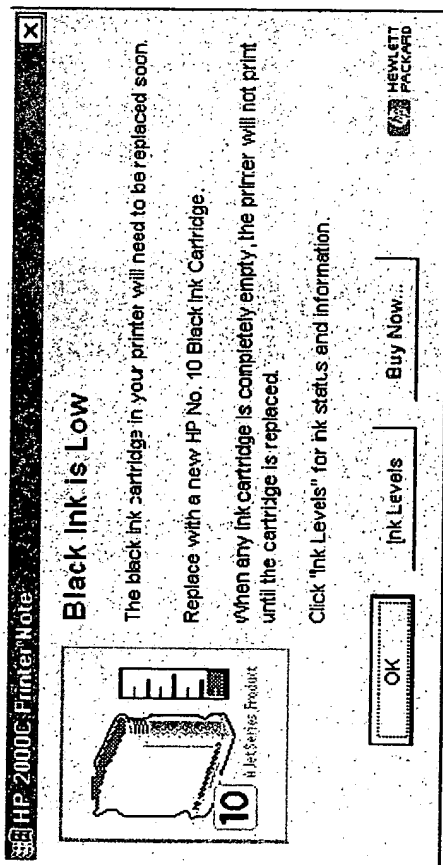 HP 2000C Printer Note
Black Ink is Low
The black ink cartridge in your printer will need to be replaced soon.
Replace with a new HP No. 10 Black Ink Cartridge.
When any ink cartridge is completely empty, the printer will not print
until the cartridge is replaced.
Click "Ink Levels" for ink status and information.
10
A JetSeries Product
OK
Ink Levels
Buy Now...
hp HEWLETT
PACKARD